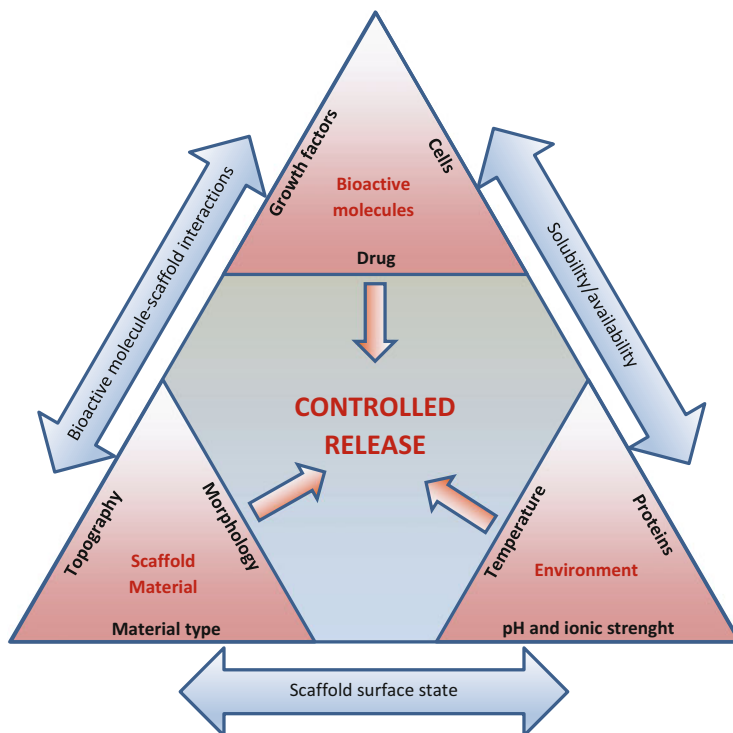 Growth factors
Cells
Bioactive
molecules
Drug
Bioactive molecule-scaffold interactions
Solubility/availability
CONTROLLED
RELEASE
Topography
Morphology
Scaffold
Material
Material type
Temperature
Proteins
Environment
pH and ionic strenght
Scaffold surface state